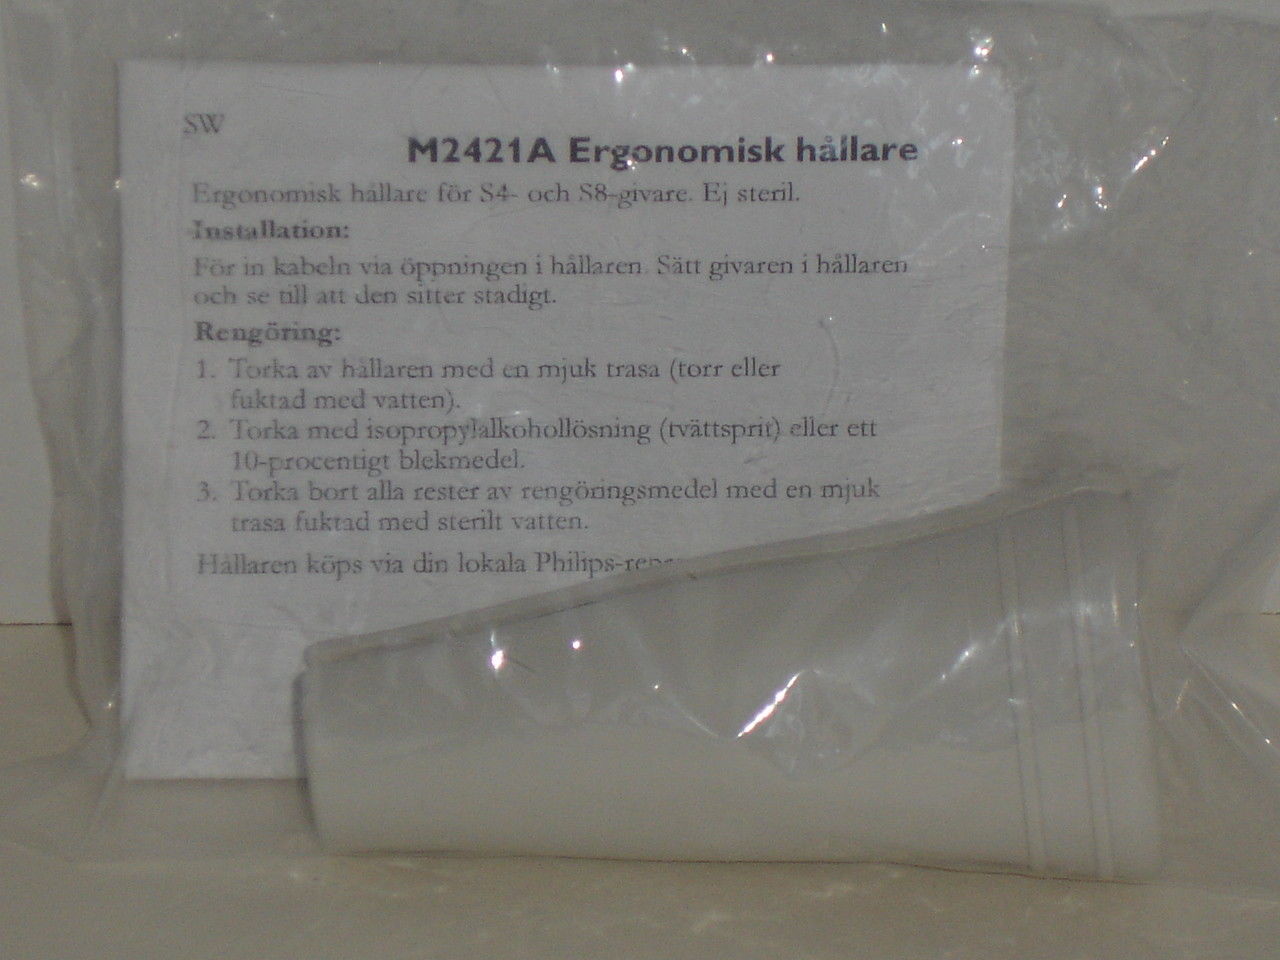 SW
M2421A Ergonomisk hållare
Ergonomisk hållare för S4- och S8-givare. Ej steril.
Installation:
För in kabeln via öppningen i hållaren. Sätt givaren i hållaren
och se till att den sitter stadigt.
Rengöring:
1. Torka av hållaren med en mjuk trasa (torr eller
fuktad med vatten).
2. Torka med isopropylalkohollösning (tvättsprit) eller ett
10-procentigt blekmedel.
3. Torka bort alla rester av rengöringsmedel med en mjuk
trasa fuktad med sterilt vatten.
Hållaren köps via din lokala Philips-